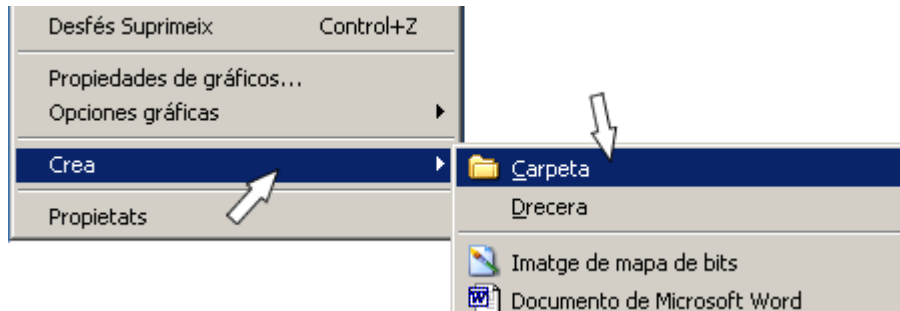 Desfés Suprimeix Control+Z
Propiedades de gráficos...
Opciones gráficas
Crea
Propietats
Carpeta
Drecera
Imatge de mapa de bits
Documento de Microsoft Word